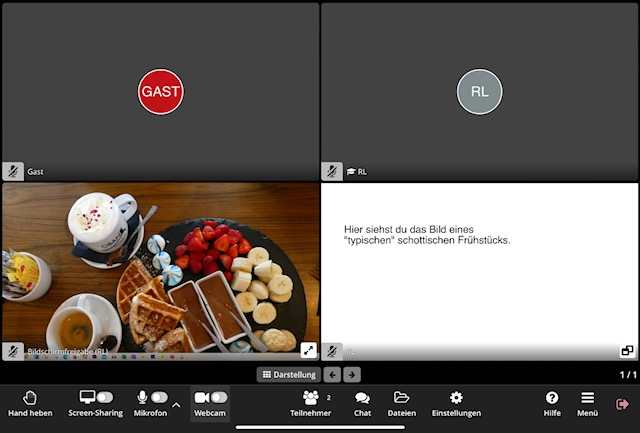 GAST
RL
Gast
RL
Hier siehst du das Bild eines
"typischen" schottischen Frühstücks.
Bildschirmfreigabe (RL)
RL
Darstellung
1 / 1
Hand heben
Screen-Sharing
Mikrofon
Webcam
Teilnehmer
2
Chat
Dateien
Einstellungen
Hilfe
Menü